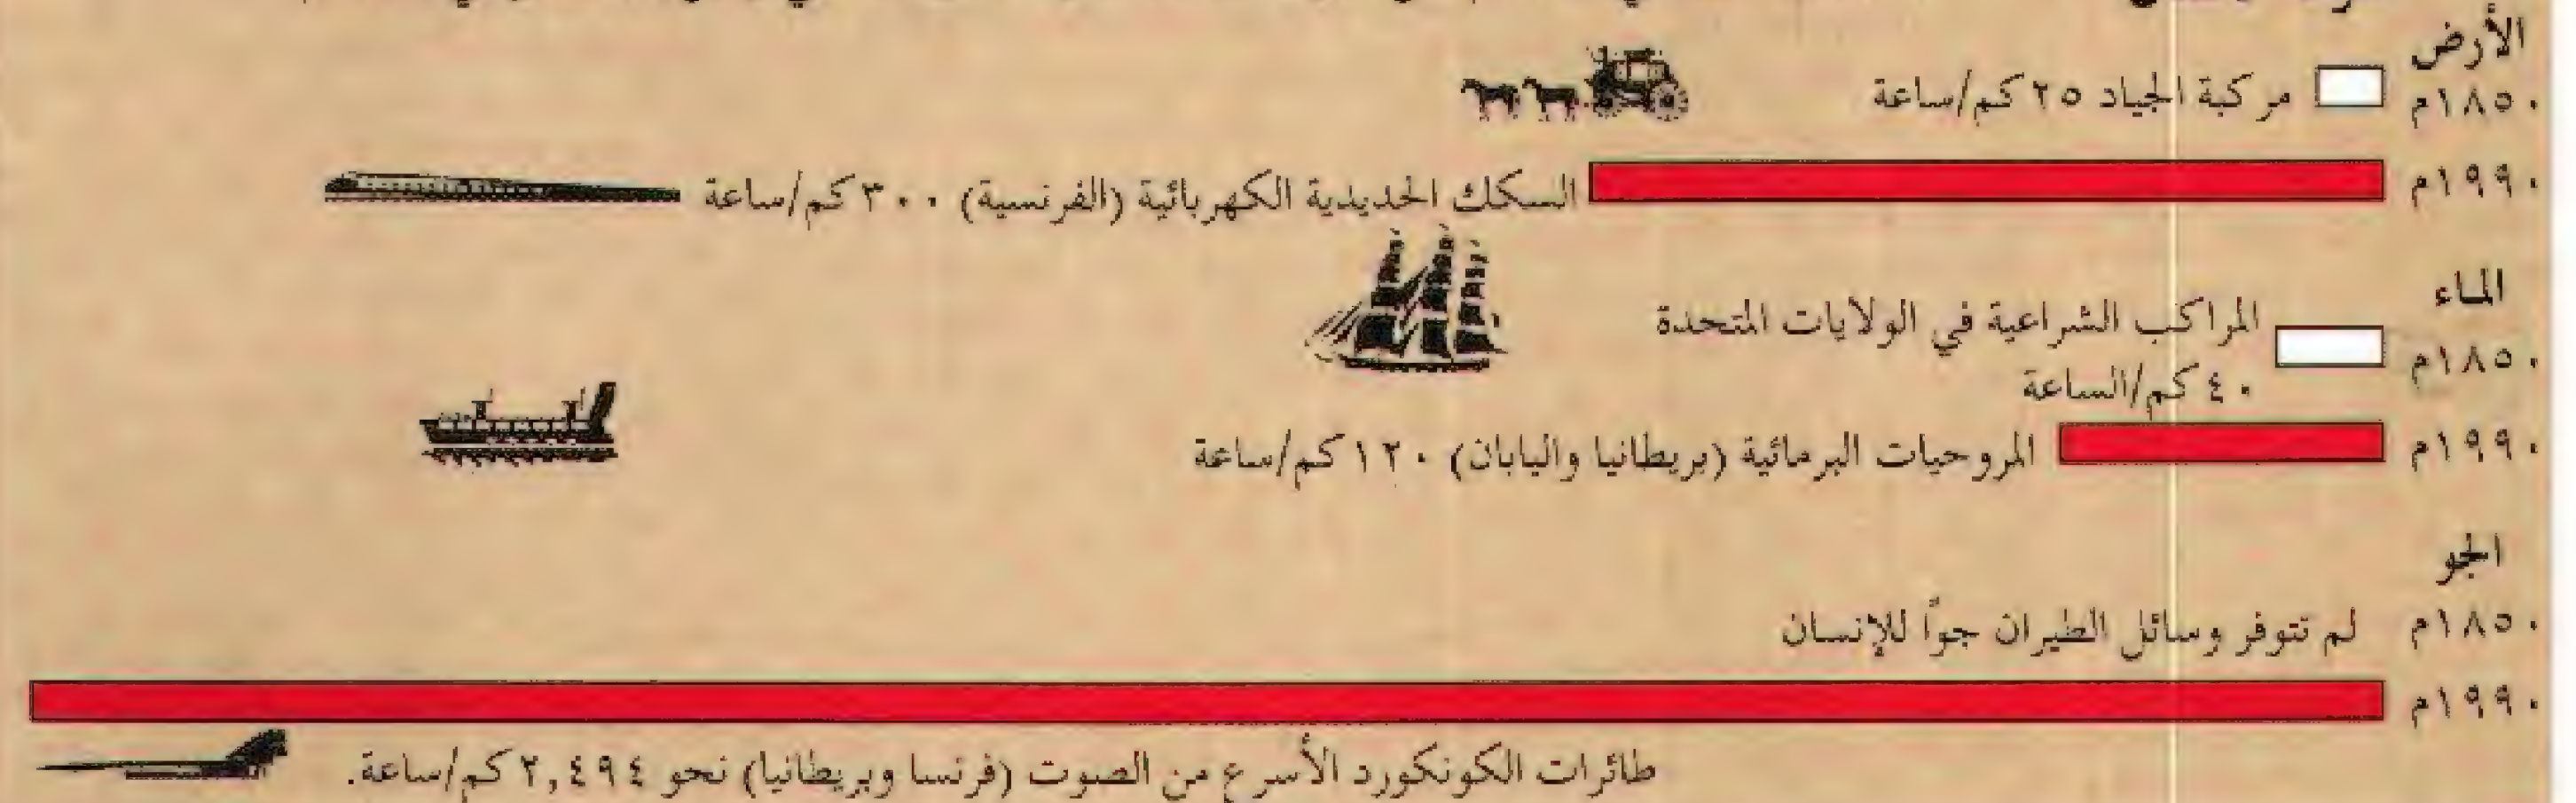 الأرض
١٨٥٠م مركبة الجياد ٢٥ كم/ساعة
١٩٩٠م السكك الحديدية الكهربائية (الفرنسية) ٣٠٠ كم/ساعة
الماء
١٨٥٠م المراكب الشراعية في الولايات المتحدة
٤٠ كم/الساعة
١٩٩٠م المروحيات البرمائية (بريطانيا واليابان) ١٢٠ كم/ساعة
الجو
١٨٥٠م لم تتوفر وسائل الطيران جواً للإنسان
١٩٩٠م
طائرات الكونكورد الأسرع من الصوت (فرنسا وبريطانيا) نحو ٢,٤٩٤ كم/ساعة.